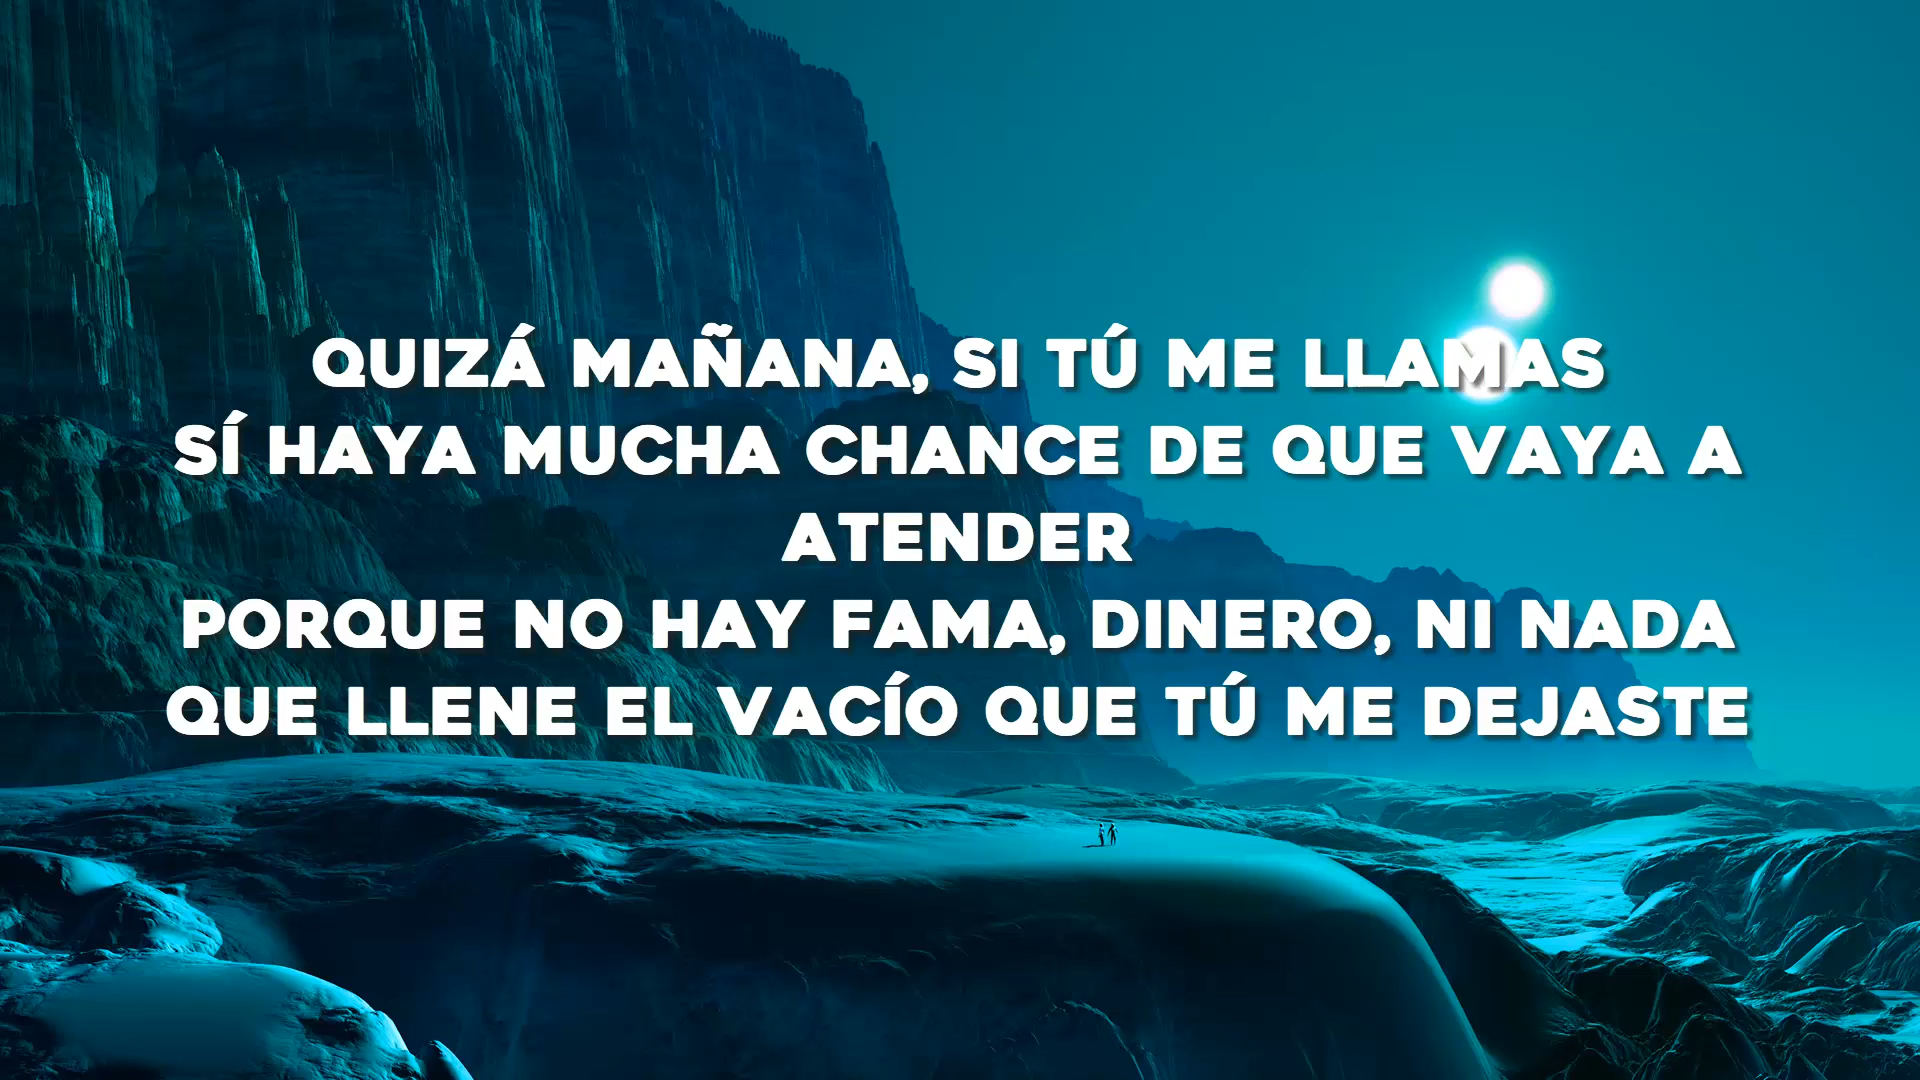 QUIZÁ MAÑANA, SI TÚ ME LLAMAS
SÍ HAYA MUCHA CHANCE DE QUE VAYA A
ATENDER
PORQUE NO HAY FAMA, DINERO, NI NADA
QUE LLENE EL VACÍO QUE TÚ ME DEJASTE